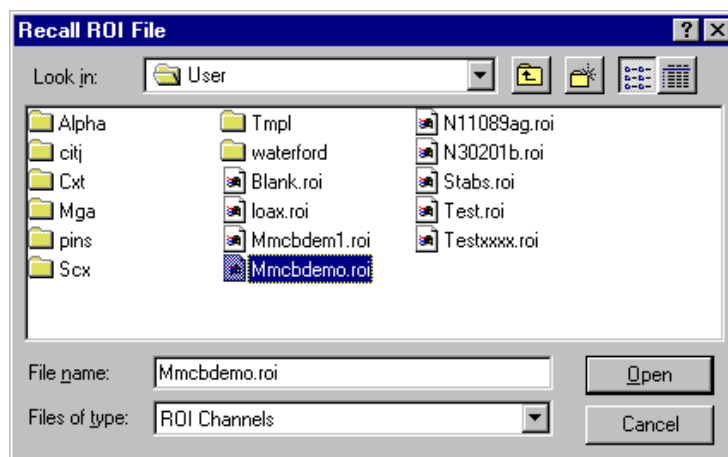 Recall ROI File
Look in: User
Alpha
citj
Cxt
Mga
pins
Scx
Tmpl
waterford
Blank.roi
loax.roi
Mmcbdem1.roi
Mmcbdemo.roi
N11089ag.roi
N30201b.roi
Stabs.roi
Test.roi
Testxxxx.roi
File name: Mmcbdemo.roi Open
Files of type: ROI Channels Cancel